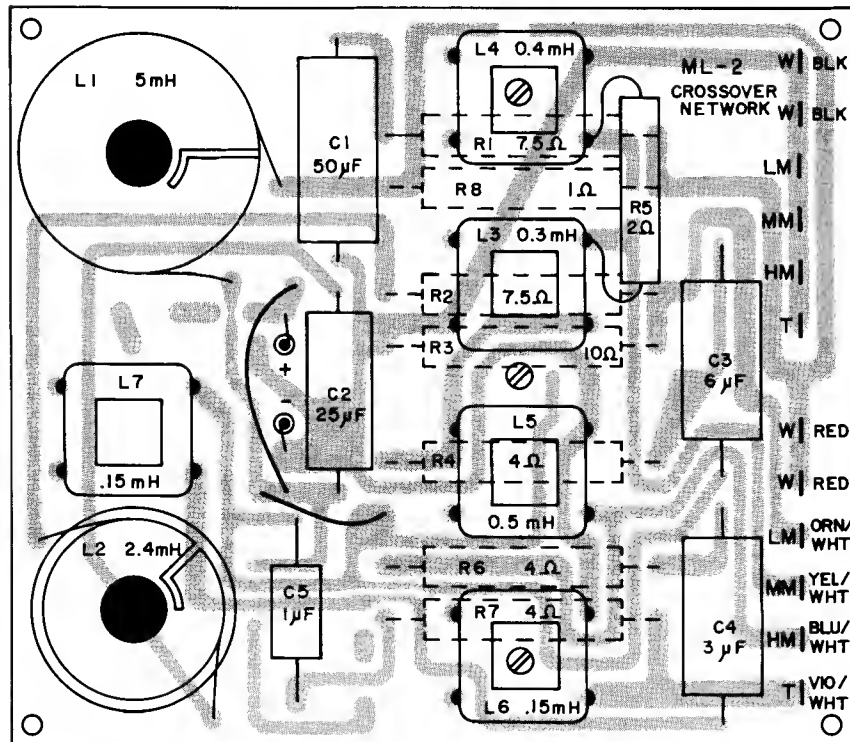 L4 0.4mH
ML-2
CROSSOVER
NETWORK
W BLK
W BLK
LM
MM
HM
T
L1 5mH
C1
50µF
R1 7.5Ω
R8 1Ω
R5
2Ω
L3 0.3mH
R2 7.5Ω
R3 10Ω
C3
6µF
L7
.15mH
+
-
C2
25µF
L5
R4 4Ω
0.5mH
W RED
W RED
LM ORN/
WHT
MM YEL/
WHT
HM BLU/
WHT
T VIO/
WHT
L2 2.4mH
C5
1µF
R6 4Ω
R7 4Ω
L6 .15mH
C4
3µF